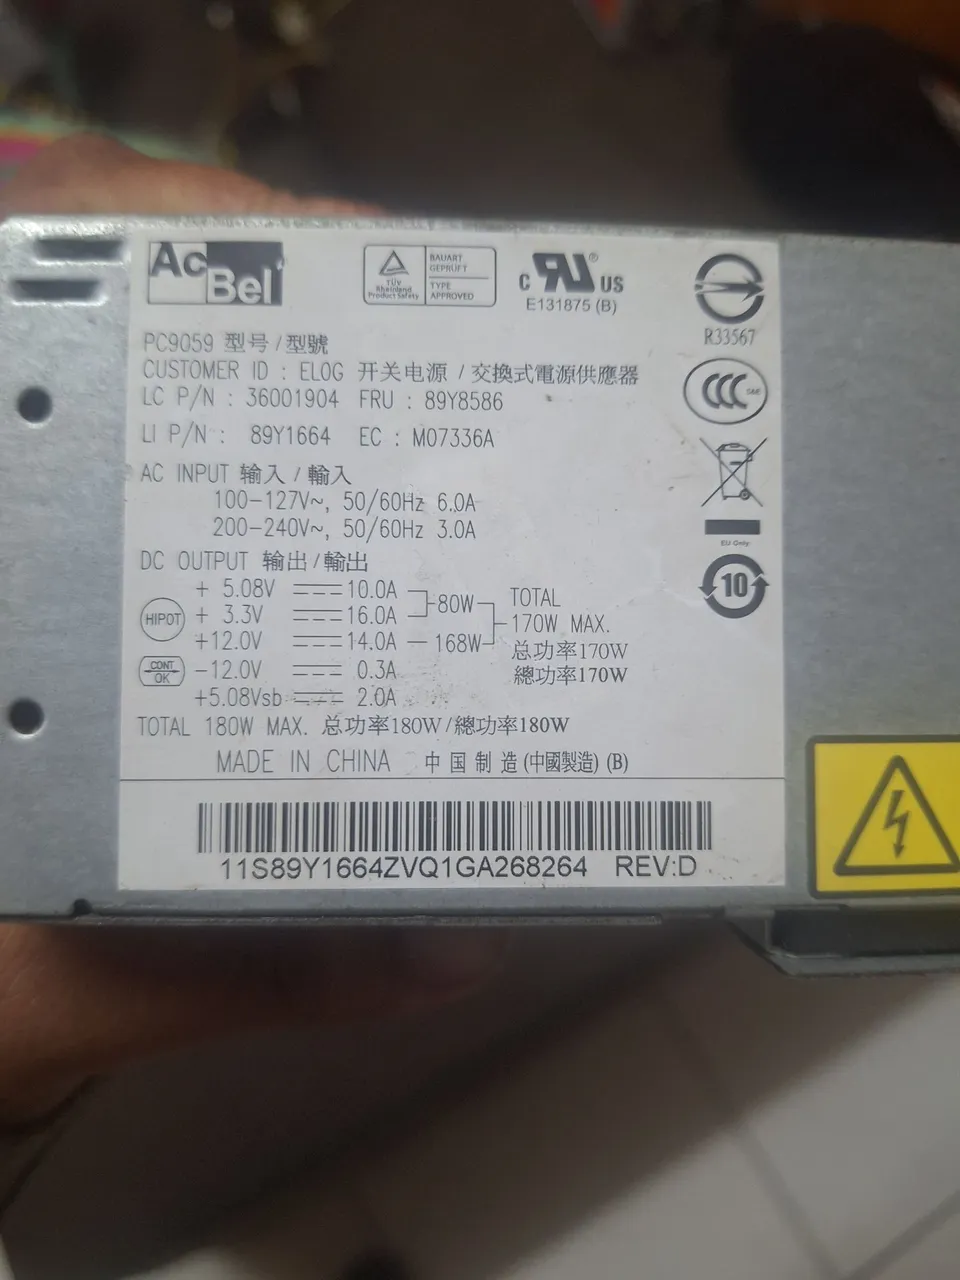 AcBel
TÜV Rheinland Product Safety
BAUART GEPRÜFT
TYPE APPROVED
C RU ® US
E131875 (B)
R33567
PC9059 型号 / 型號
CUSTOMER ID : EL0G 开关电源 / 交換式電源供應器
LC P/N : 36001904 FRU : 89Y8586
LI P/N : 89Y1664 EC : M07336A
CCC S&E
AC INPUT 输入 / 輸入
100-127V~, 50/60Hz 6.0A
200-240V~, 50/60Hz 3.0A
EU Only
DC OUTPUT 输出 / 輸出
+ 5.08V 10.0A
+ 3.3V 16.0A
80W
+12.0V 14.0A 168W
TOTAL
170W MAX.
总功率170W
總功率170W
-12.0V 0.3A
+5.08Vsb 2.0A
HIPOT
CONT OK
10
TOTAL 180W MAX. 总功率180W / 總功率180W
MADE IN CHINA 中国制造 (中國製造) (B)
11S89Y1664ZVQ1GA268264 REV:D